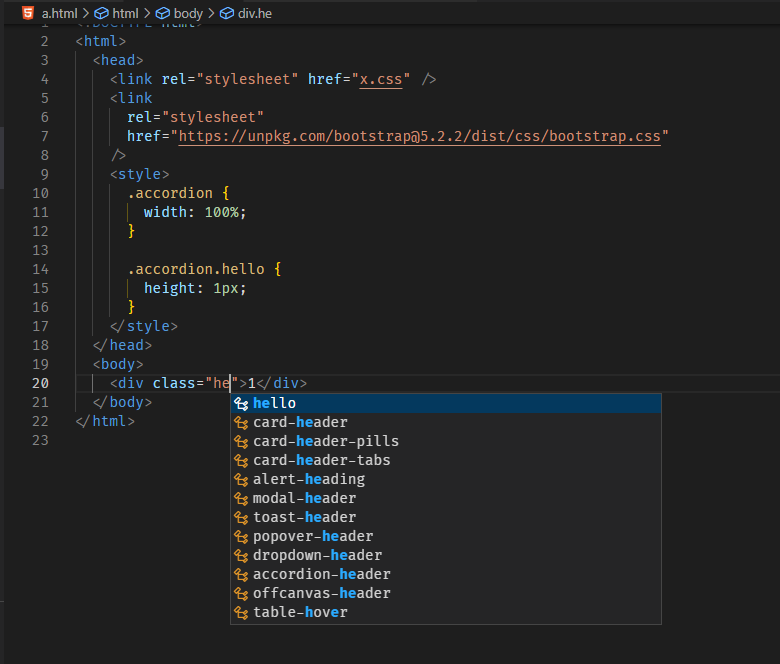 a.html > html > body > div.he
1 <!DOCTYPE html>
2 <html>
3 <head>
4 <link rel="stylesheet" href="x.css" />
5 <link
6 rel="stylesheet"
7 href="https://unpkg.com/bootstrap@5.2.2/dist/css/bootstrap.css"
8 />
9 <style>
10 .accordion {
11 width: 100%;
12 }
13
14 .accordion.hello {
15 height: 1px;
16 }
17 </style>
18 </head>
19 <body>
20 <div class="he">1</div>
21 </body>
22 </html>
23
hello
card-header
card-header-pills
card-header-tabs
alert-heading
modal-header
toast-header
popover-header
dropdown-header
accordion-header
offcanvas-header
table-hover